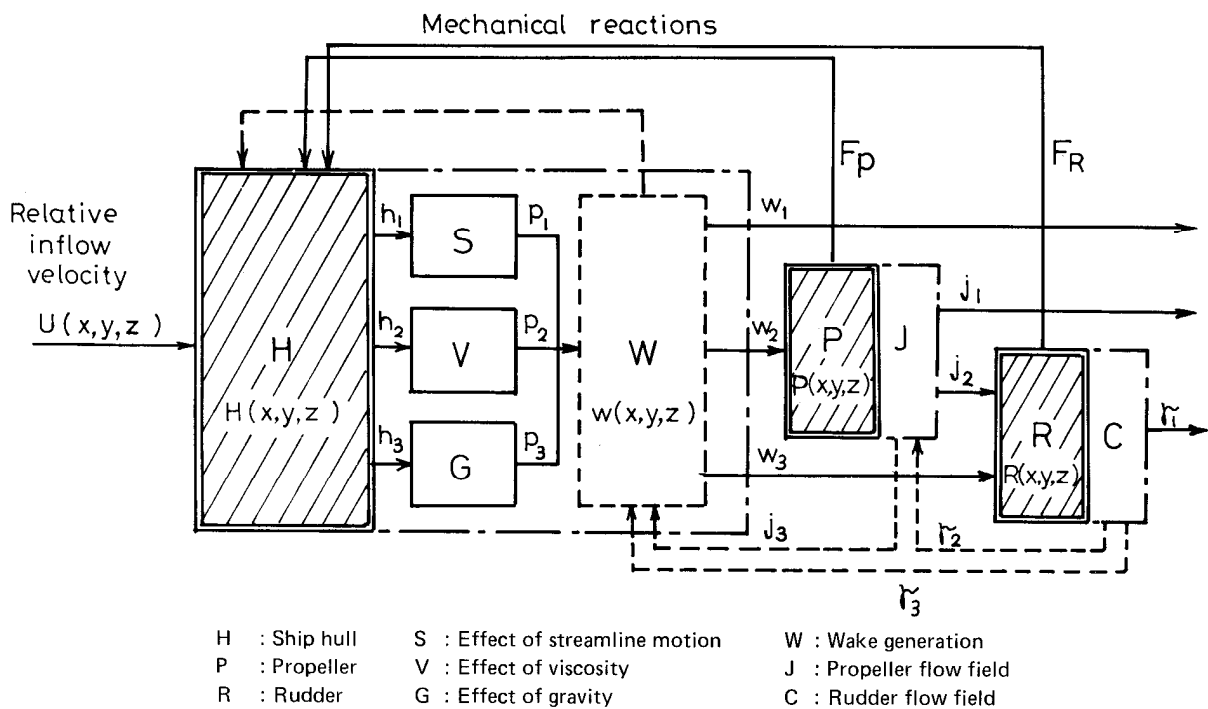 Mechanical reactions
Fp
FR
Relative
inflow
velocity
U(x,y,z)
h1
h2
h3
S
V
G
p1
p2
p3
H
H(x,y,z)
W
w(x,y,z)
w1
w2
w3
P
P(x,y,z)
J
j1
j2
j3
R
R(x,y,z)
C
r1
r2
r3
H : Ship hull S : Effect of streamline motion W : Wake generation
P : Propeller V : Effect of viscosity J : Propeller flow field
R : Rudder G : Effect of gravity C : Rudder flow field